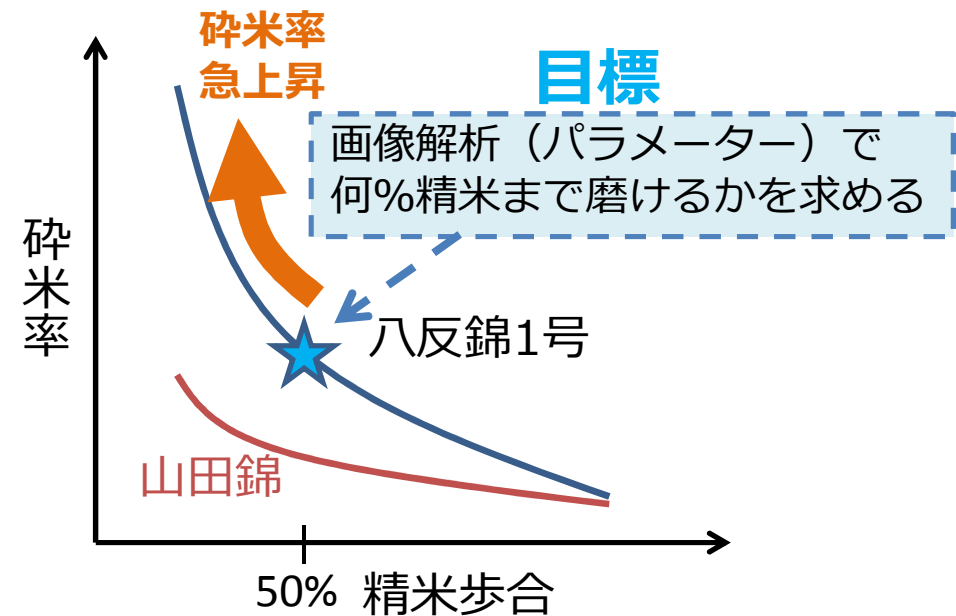 砕米率
急上昇
目標
画像解析（パラメーター）で
何%精米まで磨けるかを求める
砕米率
八反錦1号
山田錦
50%
精米歩合